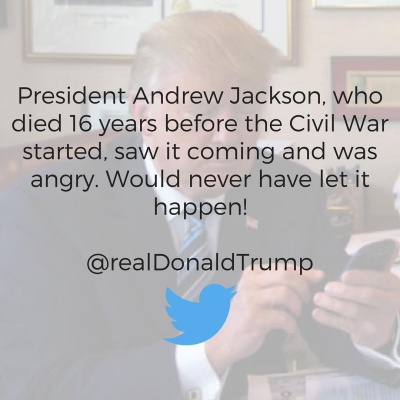 President Andrew Jackson, who
died 16 years before the Civil War
started, saw it coming and was
angry. Would never have let it
happen!
@realDonaldTrump